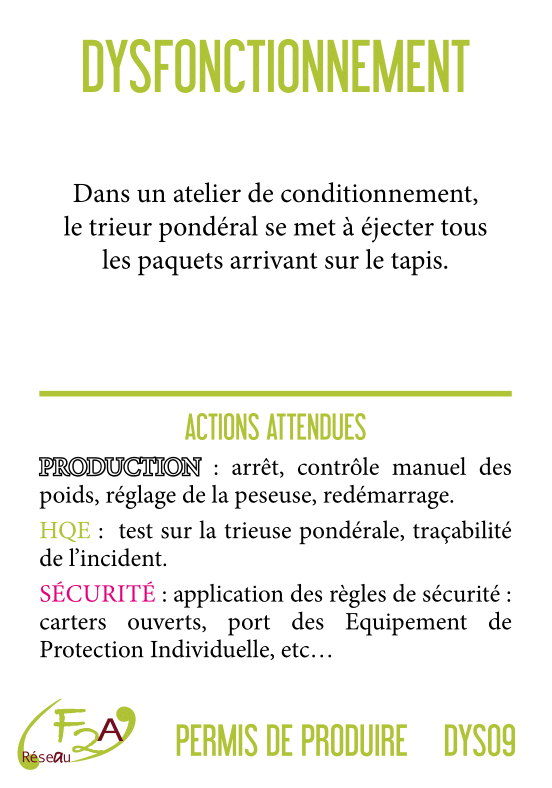 DYSFONCTIONNEMENT
Dans un atelier de conditionnement,
le trieur pondéral se met à éjecter tous
les paquets arrivant sur le tapis.
ACTIONS ATTENDUES
PRODUCTION : arrêt, contrôle manuel des
poids, réglage de la peseuse, redémarrage.
HQE : test sur la trieuse pondérale, traçabilité
de l'incident.
SÉCURITÉ : application des règles de sécurité :
carters ouverts, port des Equipement de
Protection Individuelle, etc…
F2A
Réseau
PERMIS DE PRODUIRE DYS09